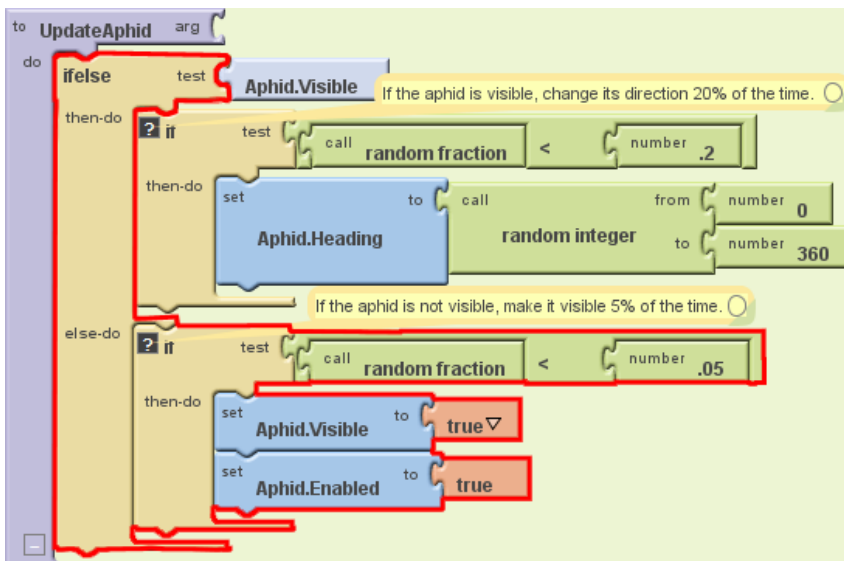 to UpdateAphid arg
do
ifelse test Aphid.Visible
If the aphid is visible, change its direction 20% of the time.
then-do
? if test call random fraction < number .2
then-do
set Aphid.Heading to call random integer from number 0
to number 360
If the aphid is not visible, make it visible 5% of the time.
else-do
? if test call random fraction < number .05
then-do
set Aphid.Visible to true
set Aphid.Enabled to true